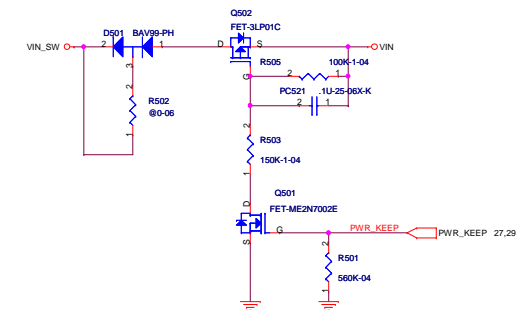 Q502
FET-3LP01C
D501 BAV99-PH
VIN_SW
2
1
3
D
S
G
VIN
R505
100K-1-04
2
1
PC521
.1U-25-06X-K
2
1
2
R502
@0-06
1
2
R503
150K-1-04
1
Q501
FET-ME2N7002E
D
S
G
PWR_KEEP
PWR_KEEP 27,29
2
R501
560K-04
1